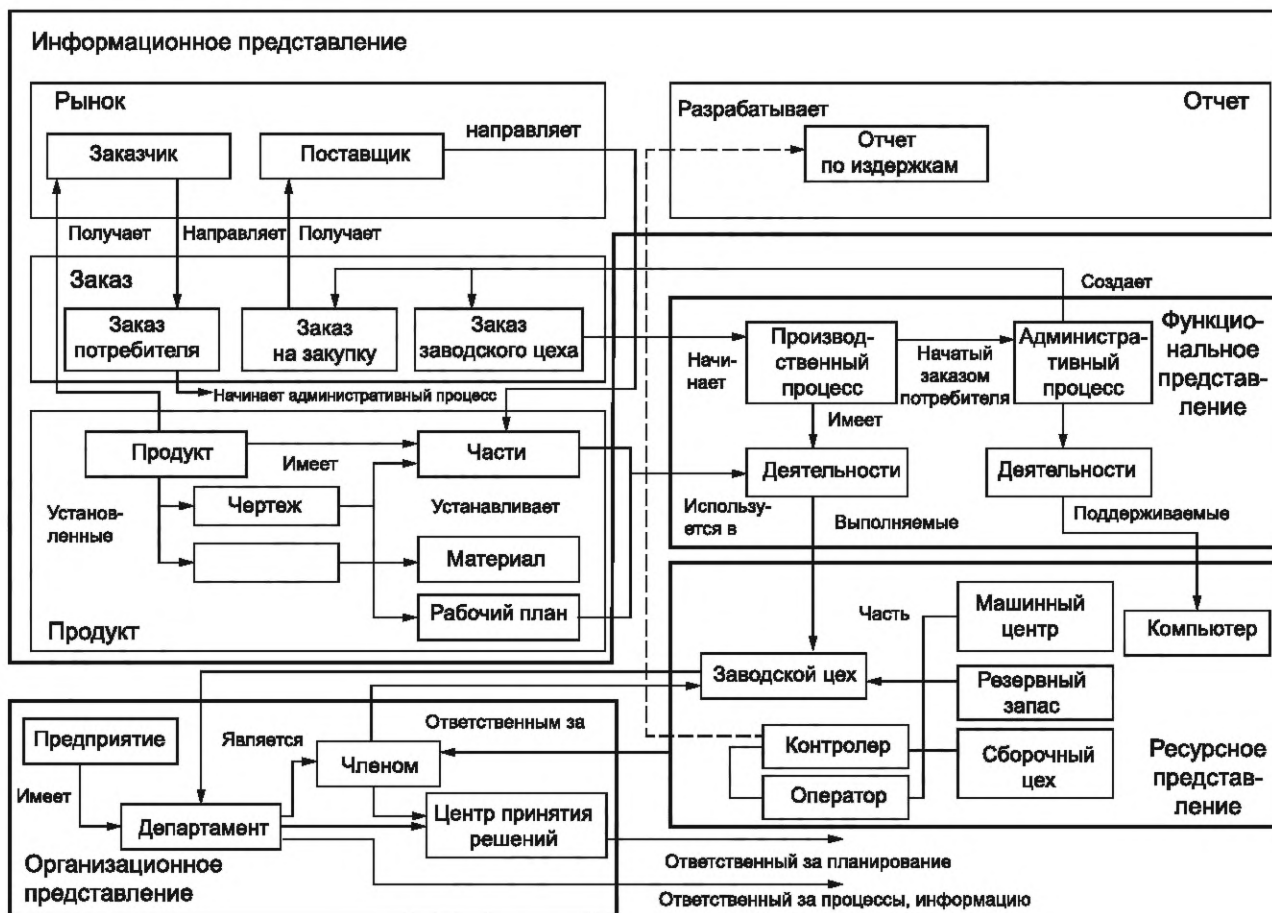 Информационное представление
Рынок
Заказчик
Поставщик
направляет
Разрабатывает
Отчет
Отчет
по издержкам
Получает
Направляет
Получает
Заказ
Заказ
потребителя
Заказ
на закупку
Заказ
заводского цеха
Создает
Начи-
нает
Производ-
ственный
процесс
Начатый
заказом
потребителя
Администра-
тивный
процесс
Функцио-
нальное
представ-
ление
Начинает административный процесс
Имеет
Продукт
Имеет
Части
Деятельности
Деятельности
Установ-
ленные
Чертеж
Устанавливает
Использу-
ется в
Выполняемые
Поддерживаемые
Материал
Рабочий план
Продукт
Часть
Машинный
центр
Компьютер
Заводской цех
Резервный
запас
Предприятие
Является
Ответственным за
Членом
Контролер
Сборочный
цех
Ресурсное
представ-
ление
Имеет
Оператор
Департамент
Центр принятия
решений
Организационное
представление
Ответственный за планирование
Ответственный за процессы, информацию